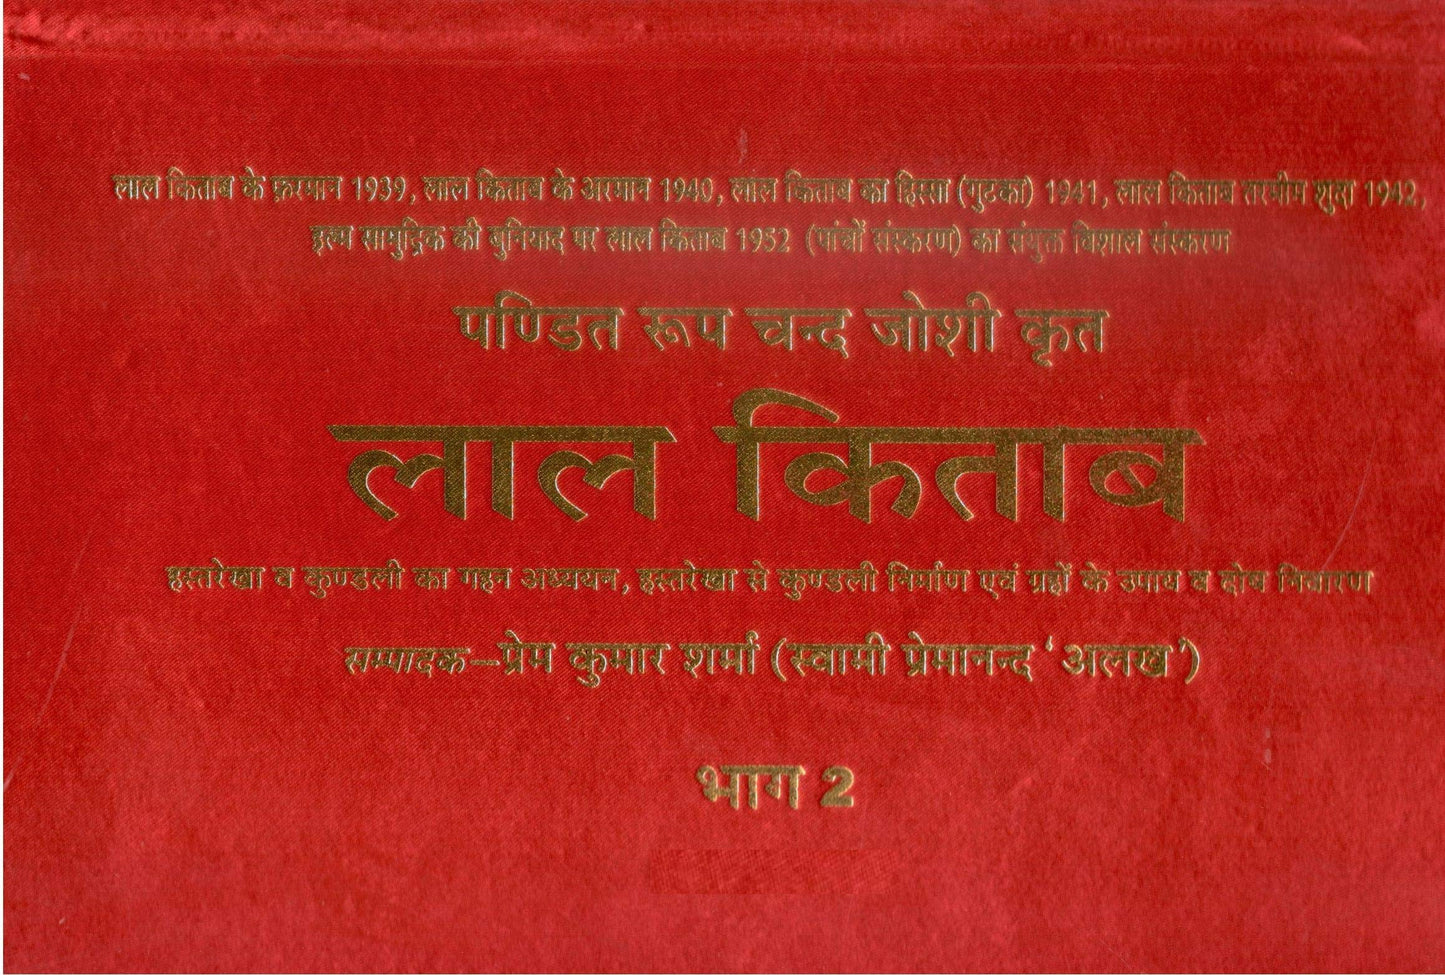 लाल किताब के फ़रमान 1939, लाल किताब के अरमान 1940, लाल किताब का हिस्सा (गुटका) 1941, लाल किताब तरमीम शुदा 1942,
इल्म सामुद्रिक की बुनियाद पर लाल किताब 1952 (पांचों संस्करण) का संयुक्त विशाल संस्करण
पण्डित रूप चन्द जोशी कृत
लाल किताब
हस्तरेखा व कुण्डली का गहन अध्ययन, हस्तरेखा से कुण्डली निर्माण एवं ग्रहों के उपाय व दोष निवारण
सम्पादक—प्रेम कुमार शर्मा (स्वामी प्रेमानन्द ‘अलख’)
भाग 2